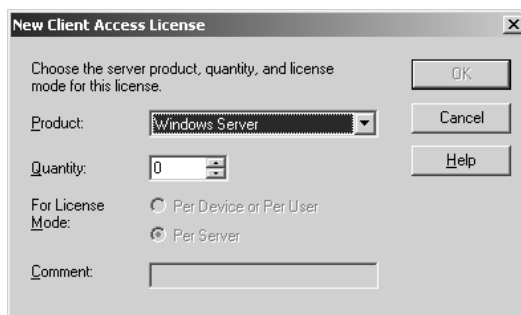 New Client Access License
Choose the server product, quantity, and license
mode for this license.
OK
Product: Windows Server
Cancel
Quantity: 0
Help
For License
Mode:
Per Device or Per User
Per Server
Comment: